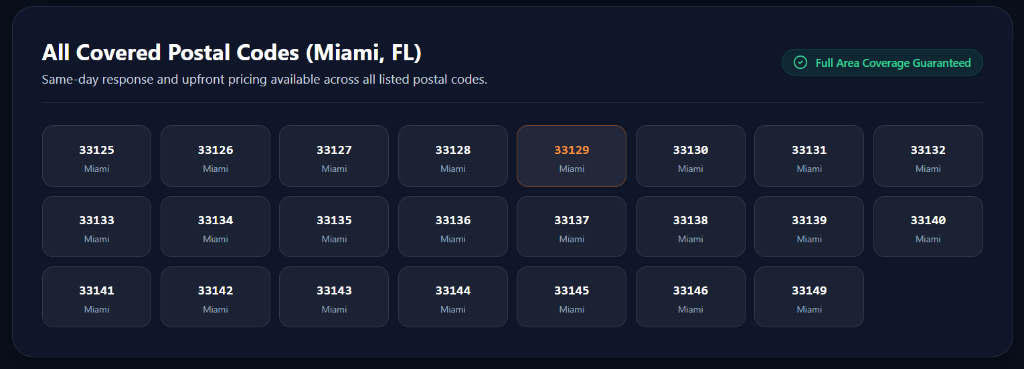 All Covered Postal Codes (Miami, FL)
Same-day response and upfront pricing available across all listed postal codes.
Full Area Coverage Guaranteed
33125 33126 33127 33128 33129 33130 33131 33132
Miami Miami Miami Miami Miami Miami Miami Miami
33133 33134 33135 33136 33137 33138 33139 33140
Miami Miami Miami Miami Miami Miami Miami Miami
33141 33142 33143 33144 33145 33146 33149
Miami Miami Miami Miami Miami Miami Miami